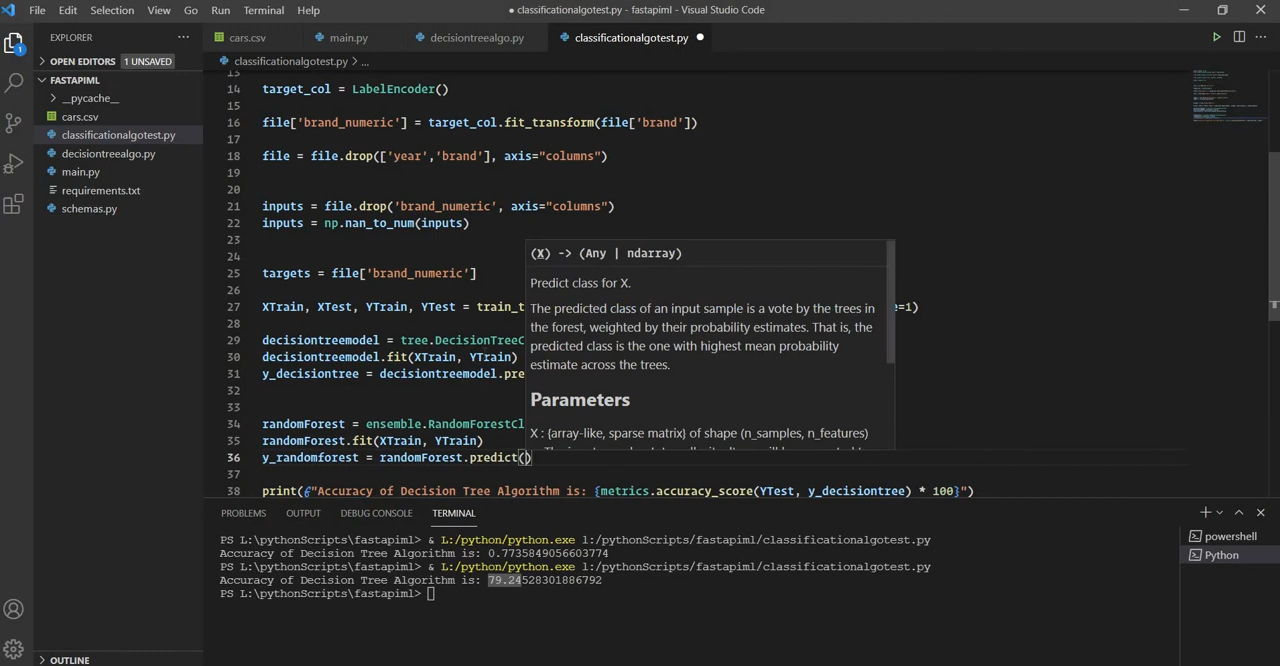 File Edit Selection View Go Run Terminal Help
● classificationalgotest.py - fastapiml - Visual Studio Code
EXPLORER ...
cars.csv main.py decisiontreealgo.py classificationalgotest.py ●
OPEN EDITORS 1 UNSAVED
classificationalgotest.py > ...
FASTAPIML
__pycache__
cars.csv
classificationalgotest.py
decisiontreealgo.py
main.py
requirements.txt
schemas.py
1
13
14 target_col = LabelEncoder()
15
16 file['brand_numeric'] = target_col.fit_transform(file['brand'])
17
18 file = file.drop(['year','brand'], axis="columns")
19
20
21 inputs = file.drop('brand_numeric', axis="columns")
22 inputs = np.nan_to_num(inputs)
23
24
25 targets = file['brand_numeric']
26
27 XTrain, XTest, YTrain, YTest = train_t e=1)
28
29 decisiontreemodel = tree.DecisionTreeC
30 decisiontreemodel.fit(XTrain, YTrain)
31 y_decisiontree = decisiontreemodel.pre
32
33
34 randomForest = ensemble.RandomForestCl
35 randomForest.fit(XTrain, YTrain)
36 y_randomforest = randomForest.predict()
37
38 print(f"Accuracy of Decision Tree Algorithm is: {metrics.accuracy_score(YTest, y_decisiontree) * 100}")
(X) -> (Any | ndarray)
Predict class for X.
The predicted class of an input sample is a vote by the trees in
the forest, weighted by their probability estimates. That is, the
predicted class is the one with highest mean probability
estimate across the trees.
Parameters
X : {array-like, sparse matrix} of shape (n_samples, n_features)
PROBLEMS OUTPUT DEBUG CONSOLE TERMINAL
PS L:\pythonScripts\fastapiml> & L:/python/python.exe l:/pythonScripts/fastapiml/classificationalgotest.py
Accuracy of Decision Tree Algorithm is: 0.7735849056603774
PS L:\pythonScripts\fastapiml> & L:/python/python.exe l:/pythonScripts/fastapiml/classificationalgotest.py
Accuracy of Decision Tree Algorithm is: 79.24528301886792
PS L:\pythonScripts\fastapiml>
powershell
Python
OUTLINE